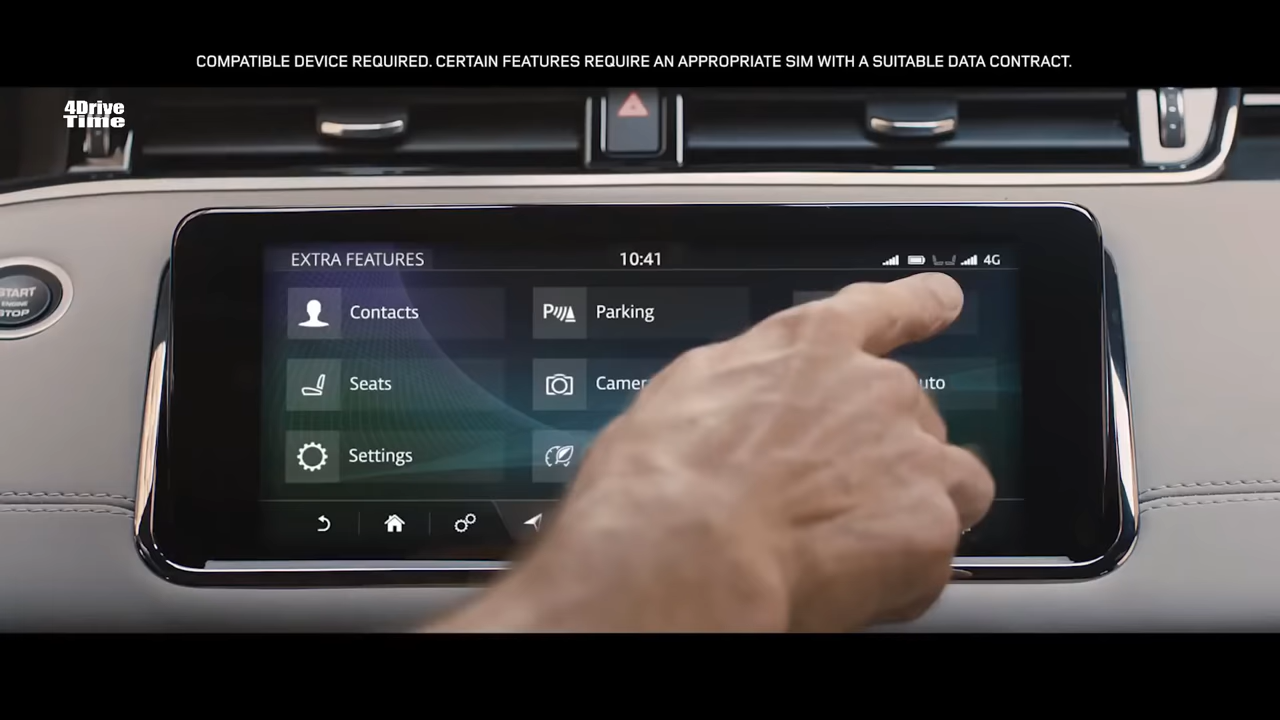 COMPATIBLE DEVICE REQUIRED. CERTAIN FEATURES REQUIRE AN APPROPRIATE SIM WITH A SUITABLE DATA CONTRACT.
4Drive
Time
EXTRA FEATURES
10:41
4G
START
ENGINE
STOP
Contacts
Parking
Seats
Settings